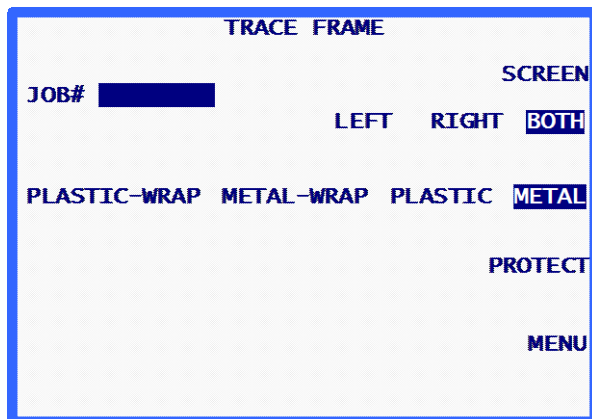 TRACE FRAME
SCREEN
JOB#
LEFT RIGHT BOTH
PLASTIC-WRAP METAL-WRAP PLASTIC METAL
PROTECT
MENU